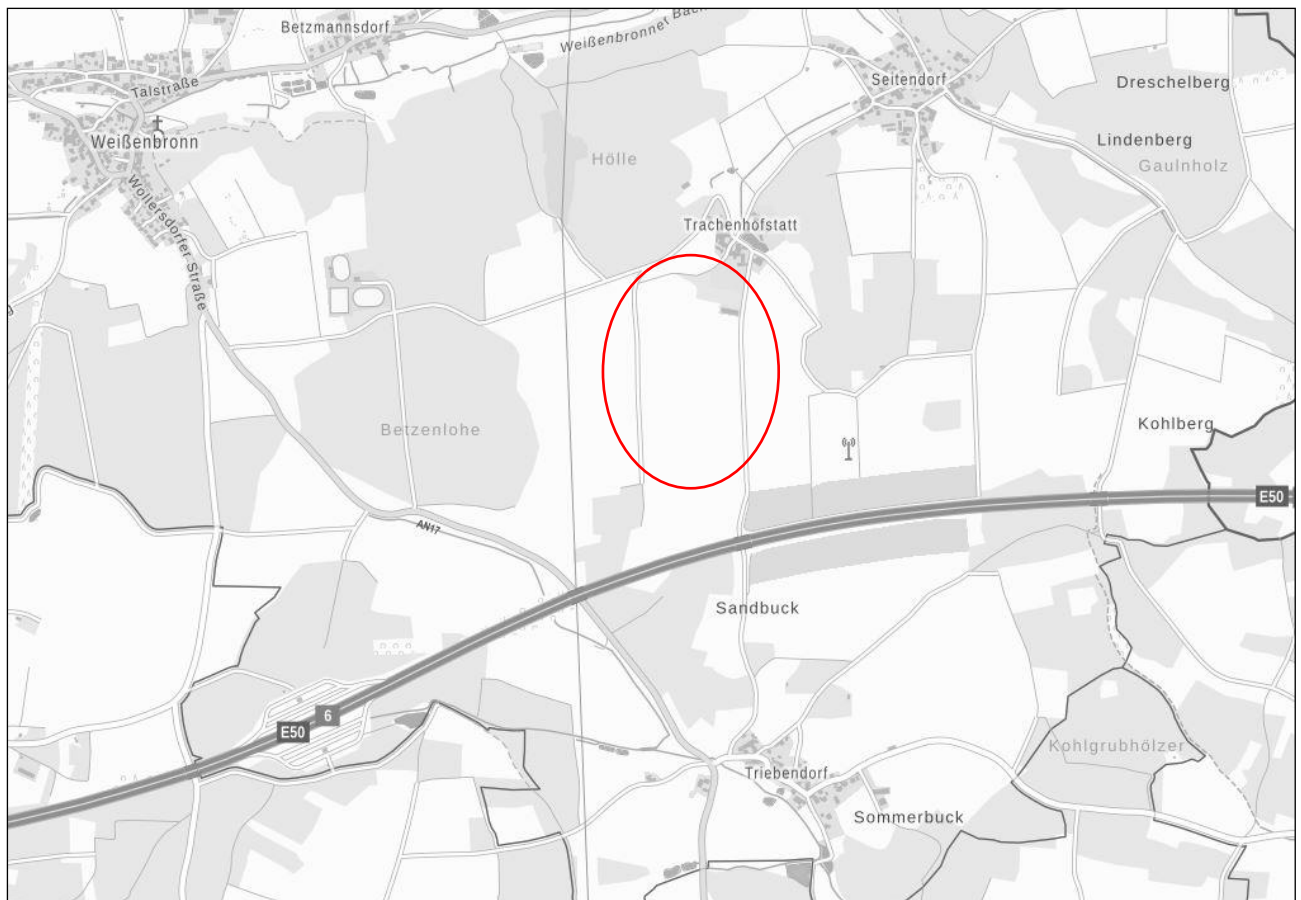 Betzmannsdorf
Weißenbronner Bach
Talstraße
Weißenbronn
Wollersdorfer Straße
Seitendorf
Dreschelberg
Lindenberg
Gaulnholz
Hölle
Trachenhöfstatt
Betzenlohe
Kohlberg
E50
AN17
Sandbuck
6
E50
Kohlgrubhölzer
Triebendorf
Sommerbuck